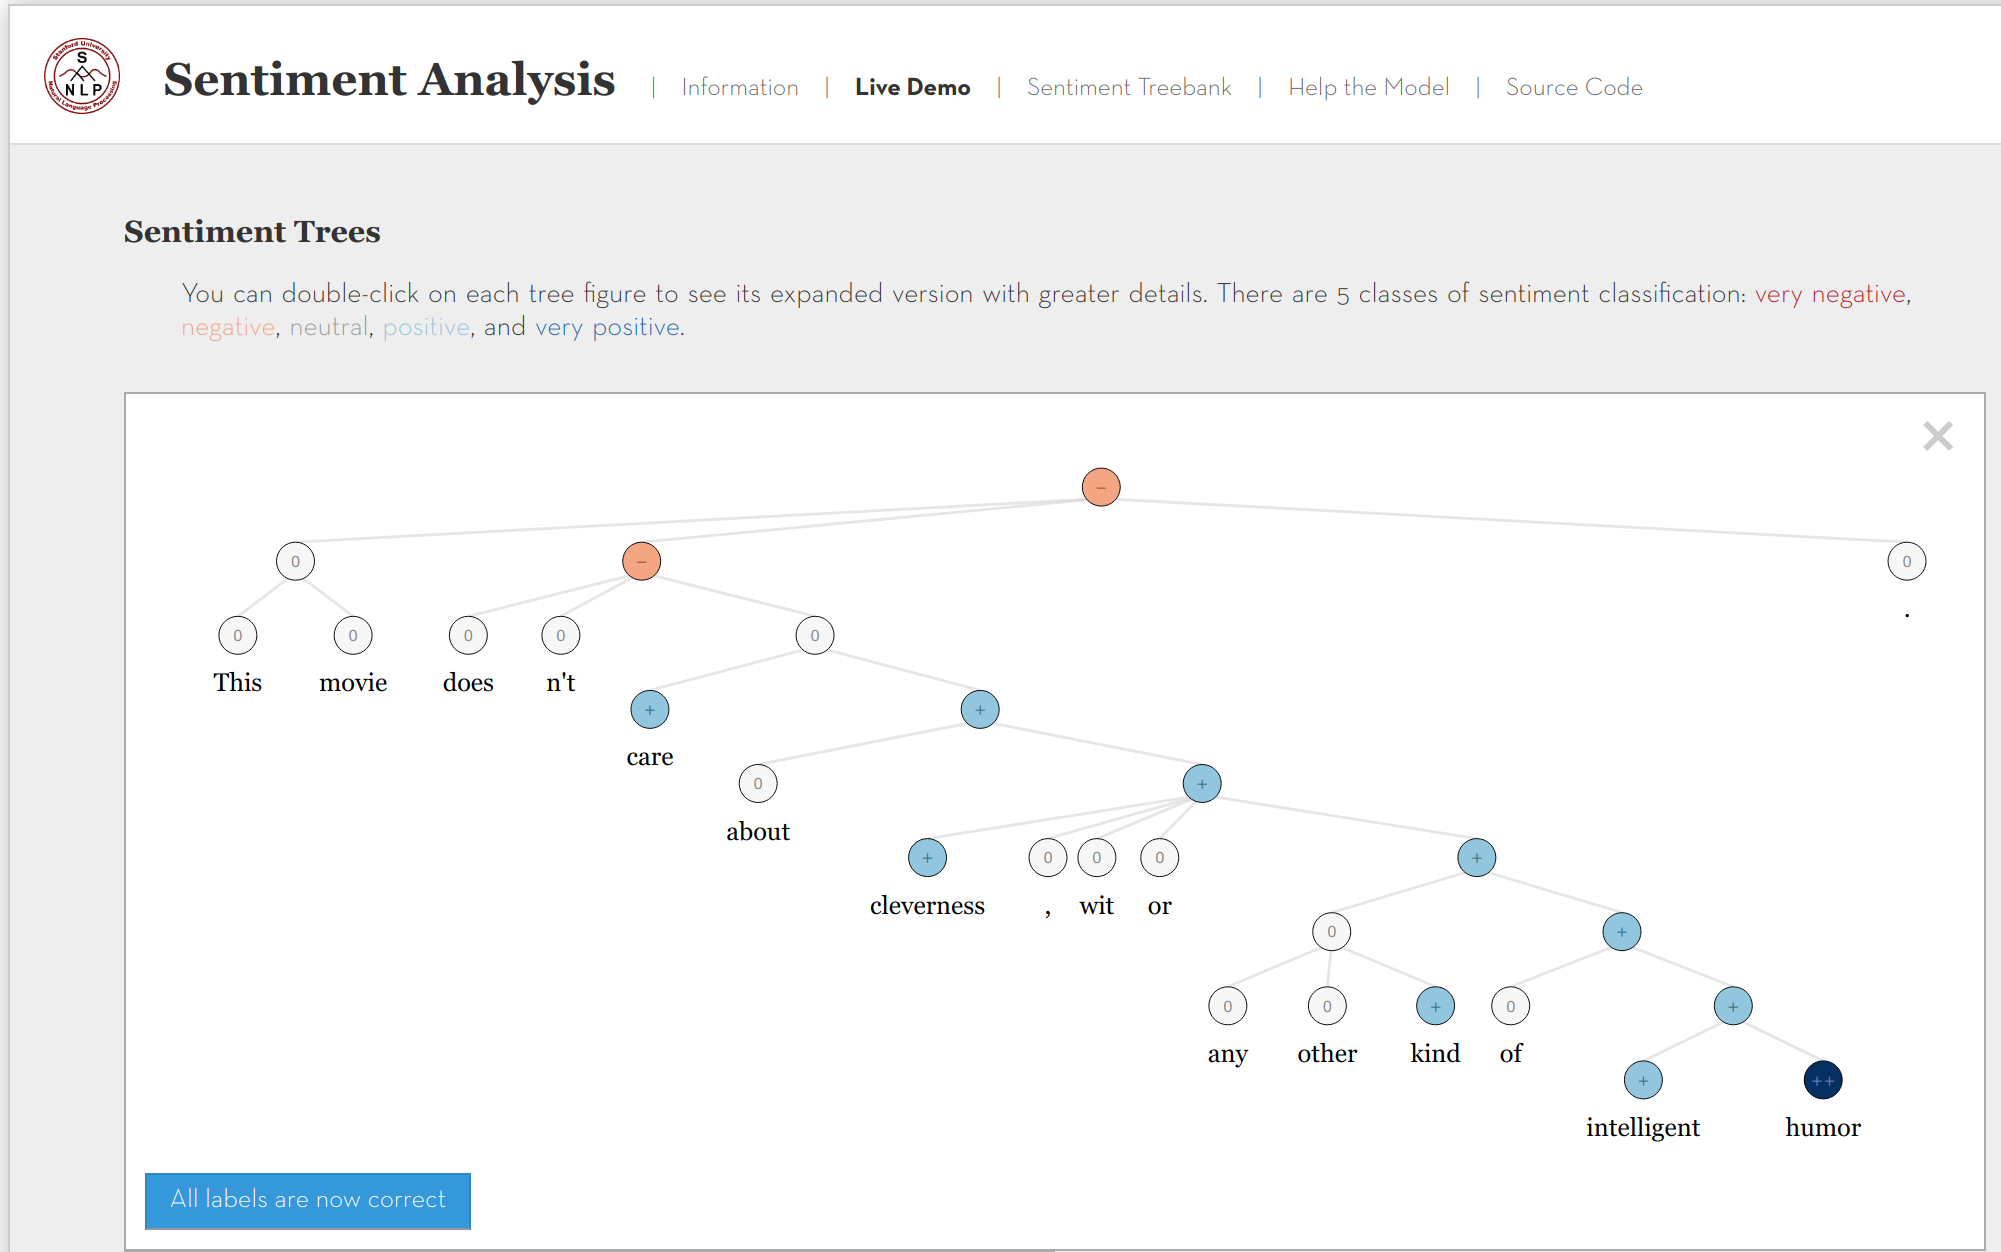 Stanford University
S
NLP
Natural Language Processing
Sentiment Analysis | Information | Live Demo | Sentiment Treebank | Help the Model | Source Code
Sentiment Trees
You can double-click on each tree figure to see its expanded version with greater details. There are 5 classes of sentiment classification: very negative,
negative, neutral, positive, and very positive.
×
−
0 − 0
.
0 0 0 0 0
This movie does n't
+ +
care
0 +
about
+ 0 0 0 +
cleverness , wit or
0 +
0 0 + 0 +
any other kind of
+ ++
intelligent humor
All labels are now correct